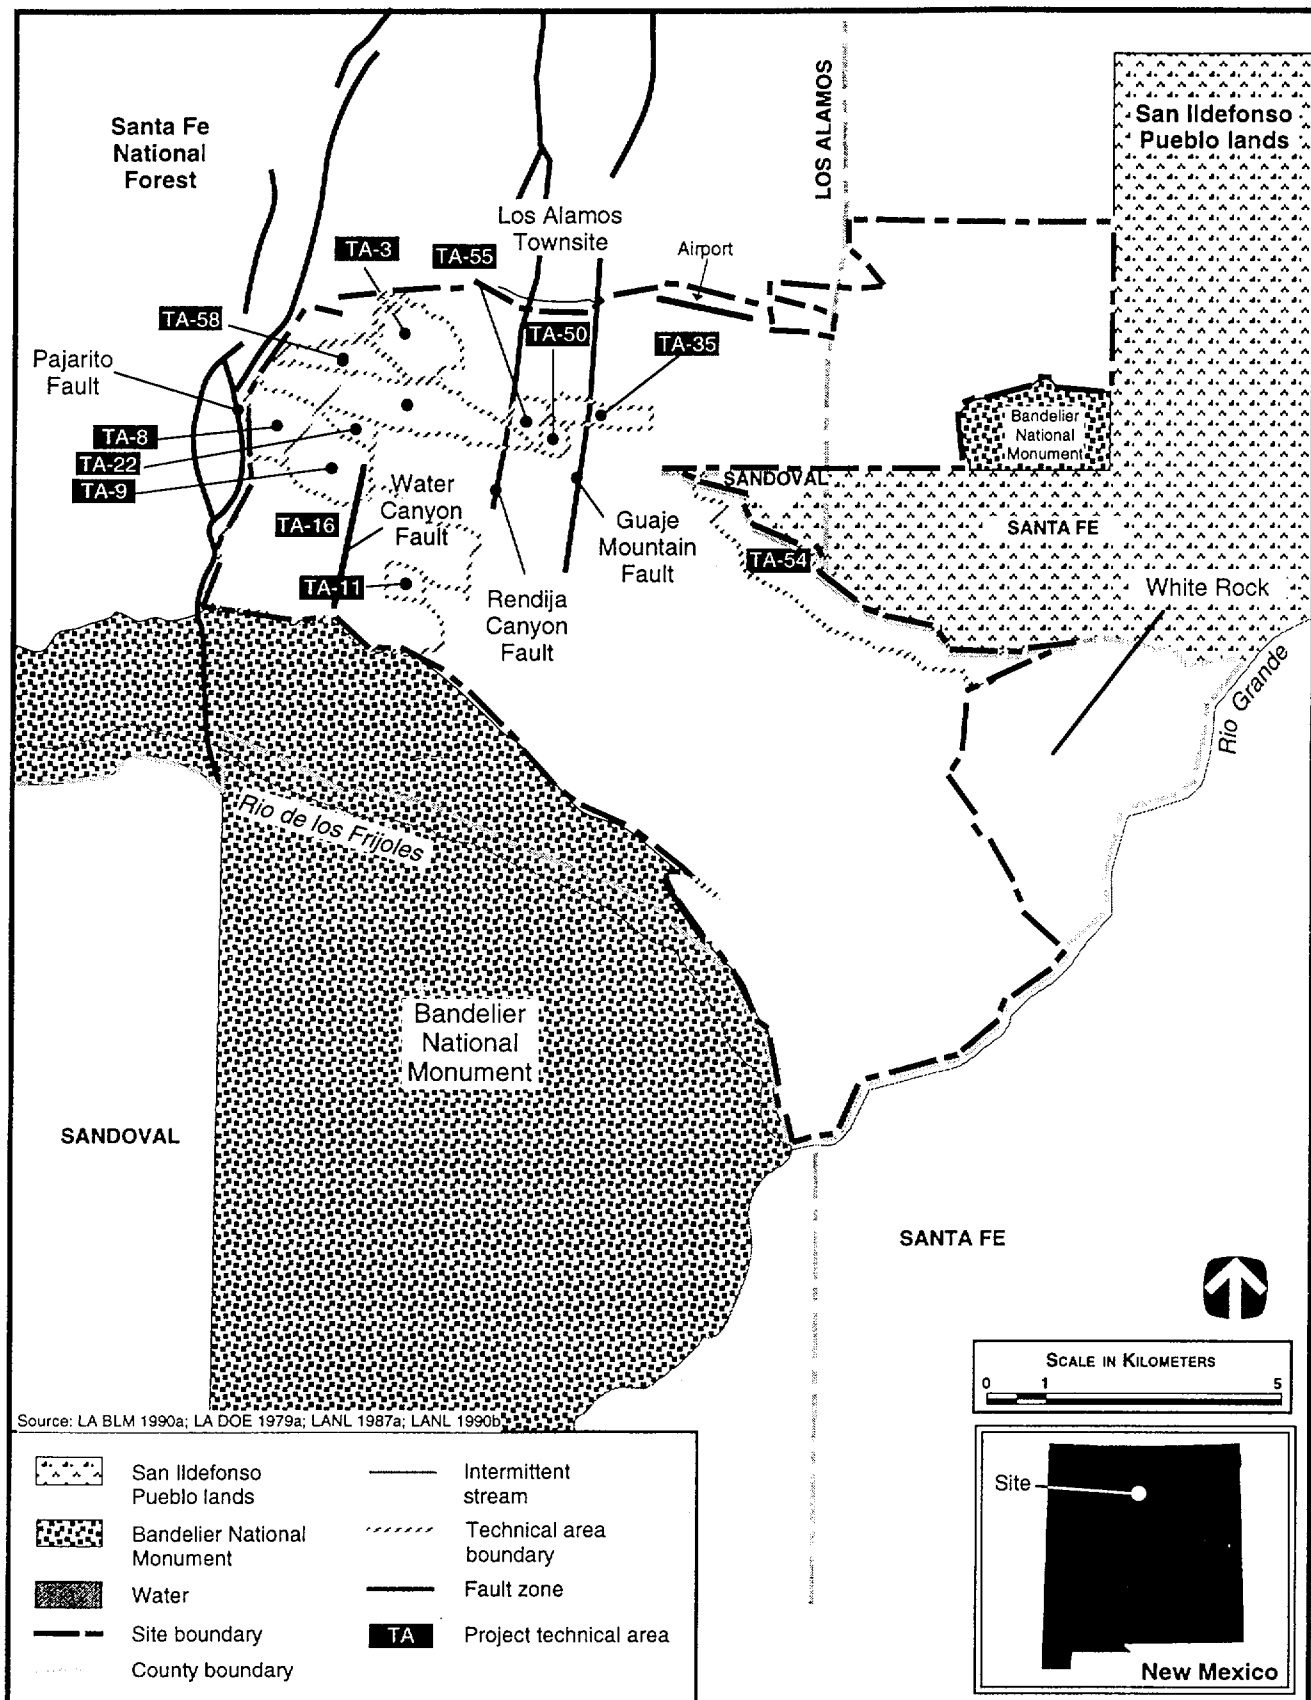 Santa Fe
National
Forest
LOS ALAMOS
San Ildefonso
Pueblo lands
Los Alamos
Townsite
TA-3
TA-55
Airport
TA-58
TA-50
TA-35
Pajarito
Fault
TA-8
TA-22
TA-9
Bandelier
National
Monument
SANDOVAL
Water
Canyon
Fault
TA-16
Guaje
Mountain
Fault
SANTA FE
TA-54
TA-11
White Rock
Rendija
Canyon
Fault
Rio Grande
Rio de los Frijoles
Bandelier
National
Monument
SANDOVAL
SANTA FE
SCALE IN KILOMETERS
0 1 5
Source: LA BLM 1990a; LA DOE 1979a; LANL 1987a; LANL 1990b
San Ildefonso
Pueblo lands
Bandelier National
Monument
Water
Site boundary
County boundary
Intermittent
stream
Technical area
boundary
Fault zone
TA
Project technical area
Site
New Mexico